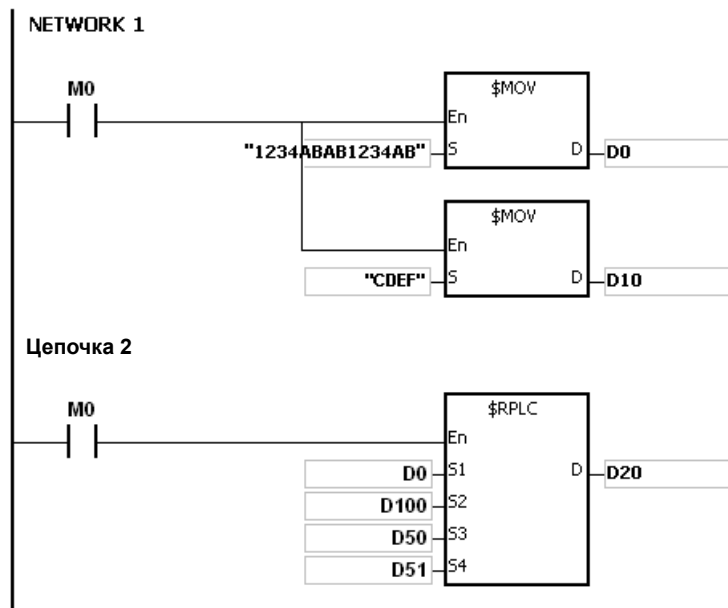 NETWORK 1
M0
$MOV
En
"1234ABAB1234AB" S D D0
$MOV
En
"CDEF" S D D10
Цепочка 2
M0
$RPLC
En
D0 S1 D D20
D100 S2
D50 S3
D51 S4